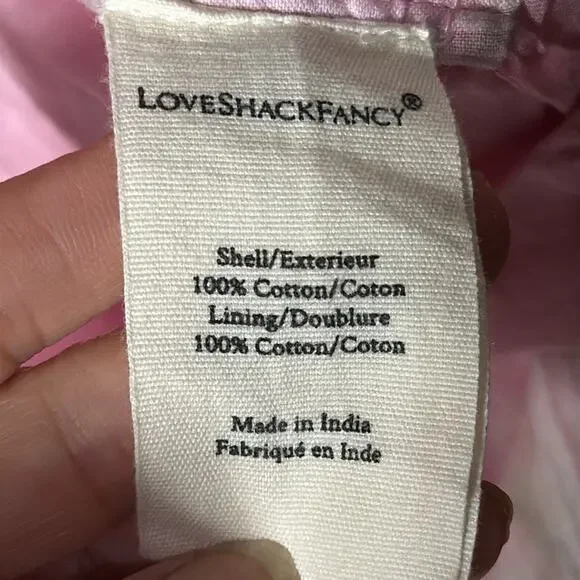 LOVESHACKFANCY®
Shell/Exterieur
100% Cotton/Coton
Lining/Doublure
100% Cotton/Coton
Made in India
Fabriqué en Inde